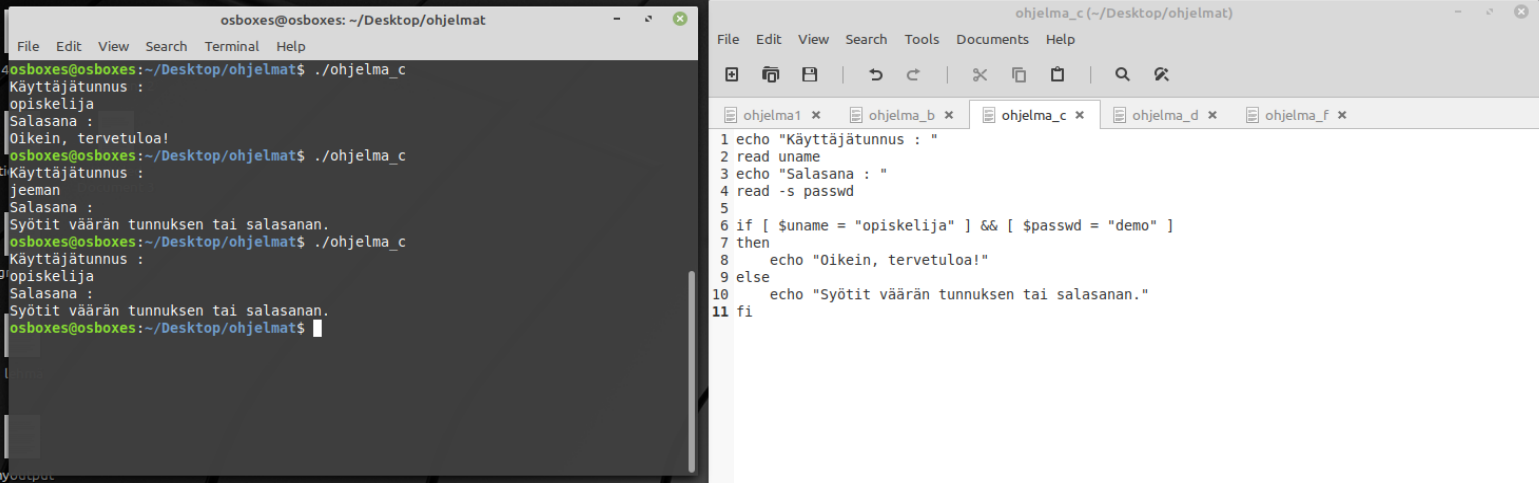 osboxes@osboxes: ~/Desktop/ohjelmat
File Edit View Search Terminal Help
osboxes@osboxes:~/Desktop/ohjelmat$ ./ohjelma_c
Käyttäjätunnus :
opiskelija
Salasana :
Oikein, tervetuloa!
osboxes@osboxes:~/Desktop/ohjelmat$ ./ohjelma_c
Käyttäjätunnus :
jeeman
Salasana :
Syötit väärän tunnuksen tai salasanan.
osboxes@osboxes:~/Desktop/ohjelmat$ ./ohjelma_c
Käyttäjätunnus :
opiskelija
Salasana :
Syötit väärän tunnuksen tai salasanan.
osboxes@osboxes:~/Desktop/ohjelmat$
ohjelma_c (~/Desktop/ohjelmat)
File Edit View Search Tools Documents Help
ohjelma1 ohjelma_b ohjelma_c ohjelma_d ohjelma_f
1 echo "Käyttäjätunnus : "
2 read uname
3 echo "Salasana : "
4 read -s passwd
5
6 if [ $uname = "opiskelija" ] && [ $passwd = "demo" ]
7 then
8     echo "Oikein, tervetuloa!"
9 else
10     echo "Syötit väärän tunnuksen tai salasanan."
11 fi